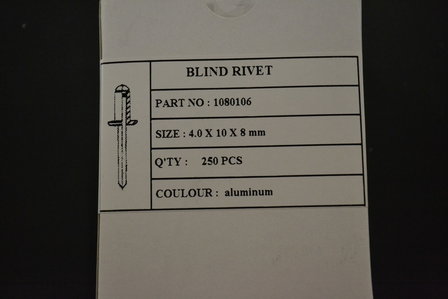 BLIND RIVET
PART NO : 1080106
SIZE : 4.0 X 10 X 8 mm
Q'TY : 250 PCS
COULOUR : aluminum